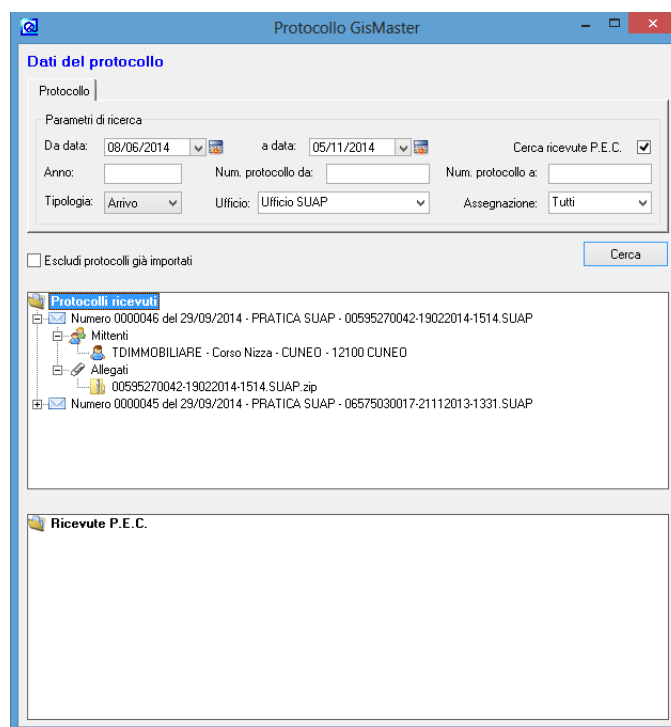 Protocollo GisMaster
Dati del protocollo
Protocollo
Parametri di ricerca
Da data: 08/06/2014 a data: 05/11/2014 Cerca ricevute P.E.C.
Anno: Num. protocollo da: Num. protocollo a:
Tipologia: Arrivo Ufficio: Ufficio SUAP Assegnazione: Tutti
Escludi protocolli già importati Cerca
Protocolli ricevuti
Numero 0000046 del 29/09/2014 - PRATICA SUAP - 00595270042-19022014-1514.SUAP
Mittenti
TDIMMOBILIARE - Corso Nizza - CUNEO - 12100 CUNEO
Allegati
00595270042-19022014-1514.SUAP.zip
Numero 0000045 del 29/09/2014 - PRATICA SUAP - 06575030017-21112013-1331.SUAP
Ricevute P.E.C.